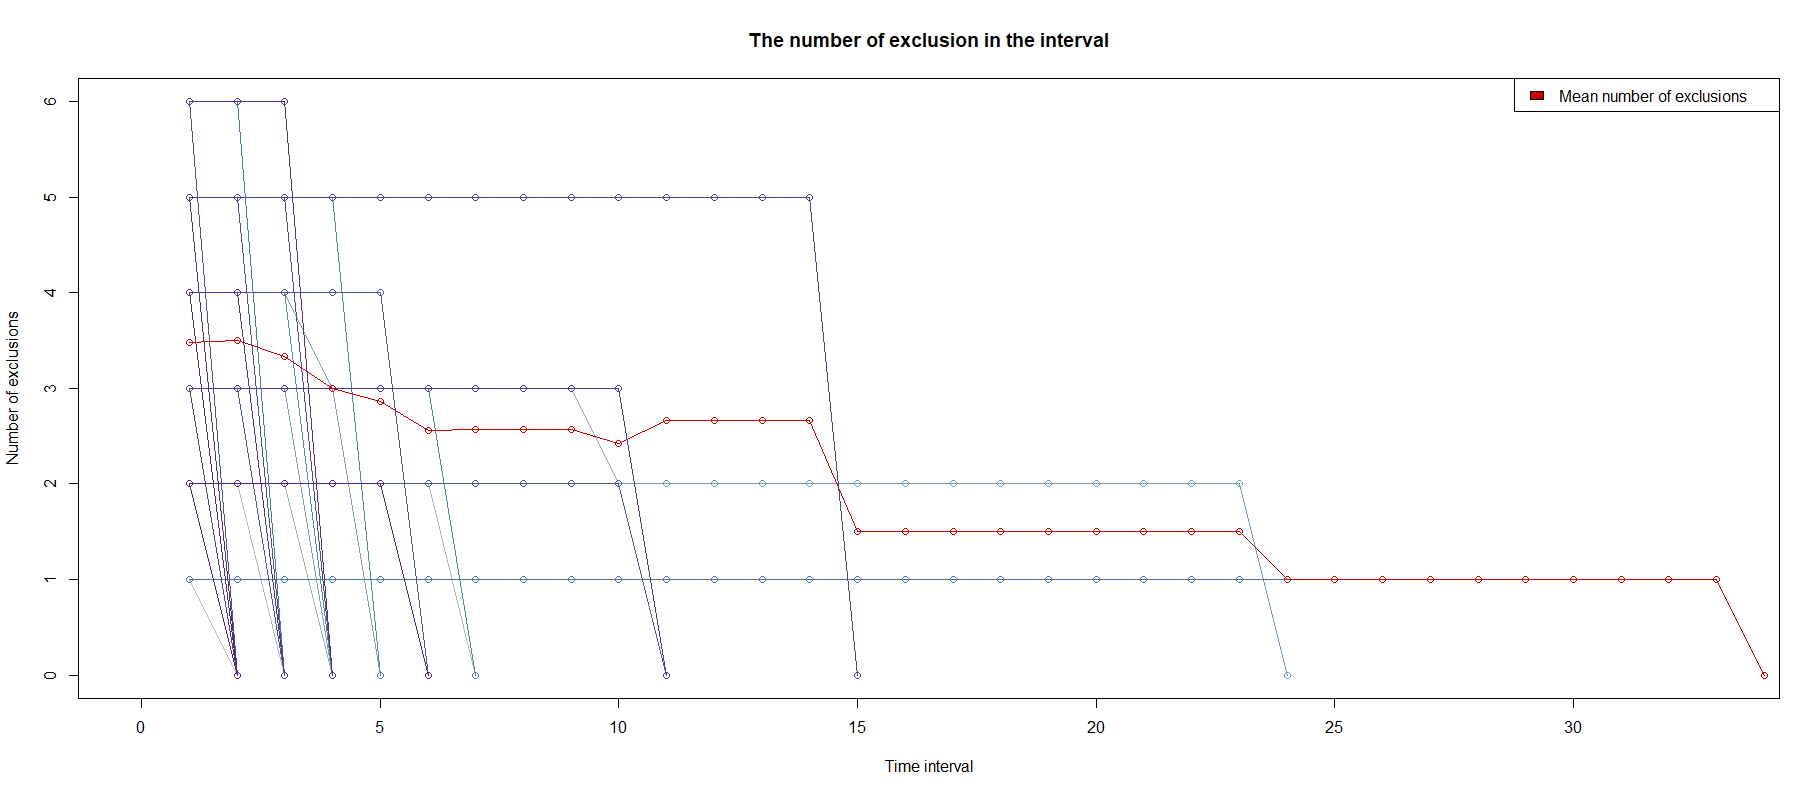 The number of exclusion in the interval
Mean number of exclusions
Number of exclusions
6
5
4
3
2
1
0
0 5 10 15 20 25 30
Time interval